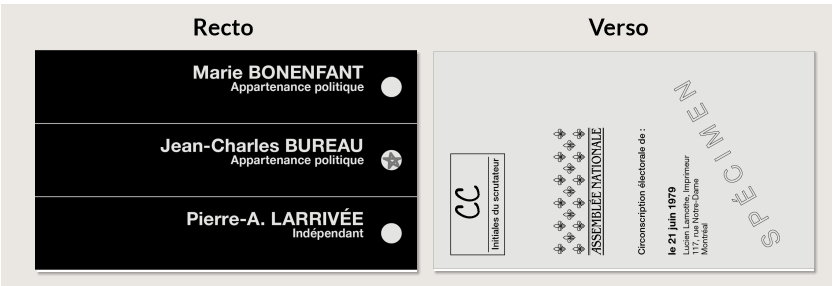 Recto
Marie BONENFANT
Appartenance politique
Jean-Charles BUREAU
Appartenance politique
Pierre-A. LARRIVÉE
Indépendant
Verso
CC
Initiales du scrutateur
ASSEMBLÉE NATIONALE
Circonscription électorale de :
le 21 juin 1979
Lucien Lamothe, Imprimeur
117, rue Notre-Dame
Montréal
SPÉCIMEN